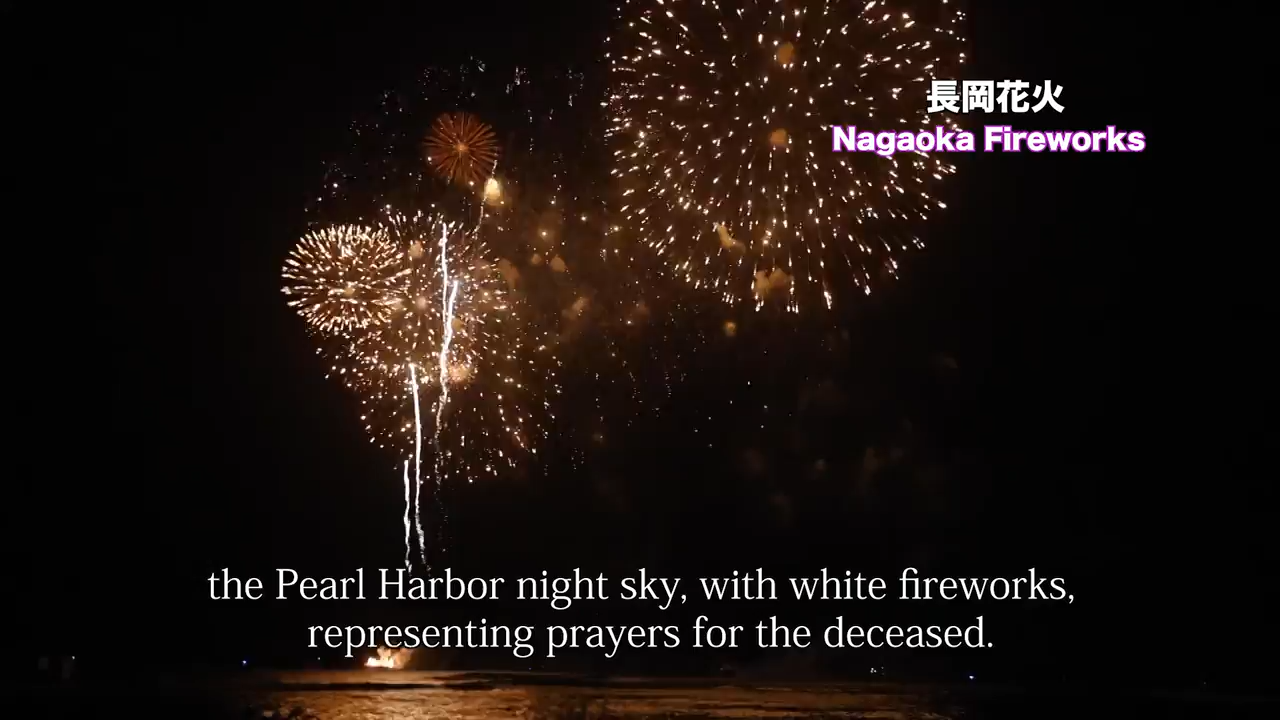 長岡花火
Nagaoka Fireworks
the Pearl Harbor night sky, with white fireworks,
representing prayers for the deceased.